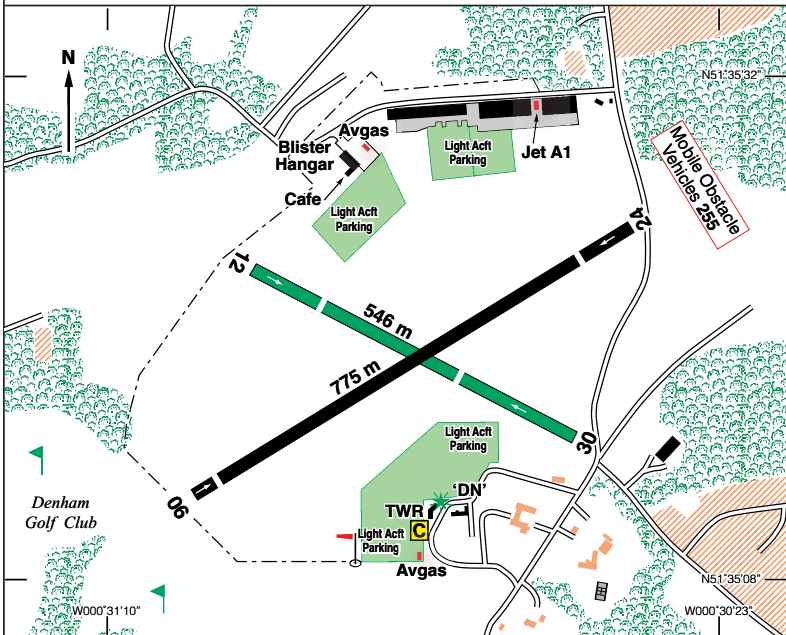 N
N51°35'32"
Avgas
Blister
Hangar
Cafe
Light Acft
Parking
Light Acft
Parking
Jet A1
Mobile Obstacle
Vehicles 255
24
12
546 m
775 m
30
06
Light Acft
Parking
'DN'
TWR
C
Light Acft
Parking
Avgas
Denham
Golf Club
N51°35'08"
W000°31'10"
W000°30'23"